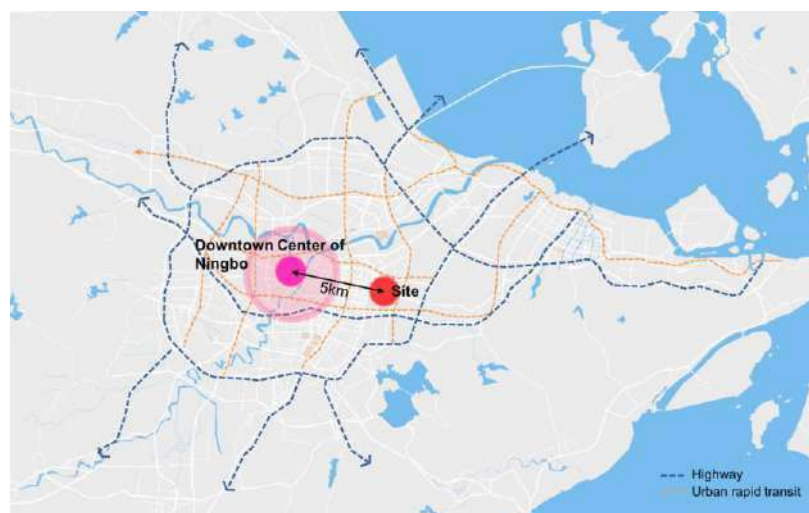 Downtown Center of
Ningbo
5km
Site
Highway
Urban rapid transit